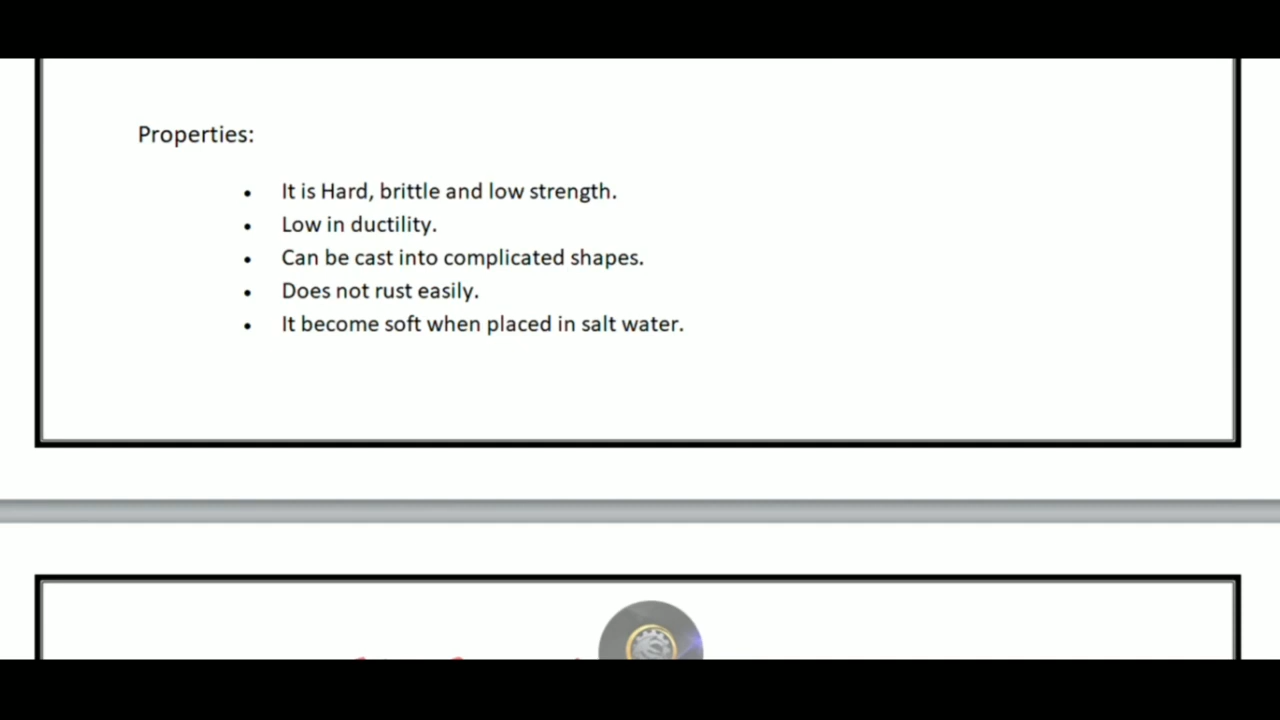 Properties:
• It is Hard, brittle and low strength.
• Low in ductility.
• Can be cast into complicated shapes.
• Does not rust easily.
• It become soft when placed in salt water.